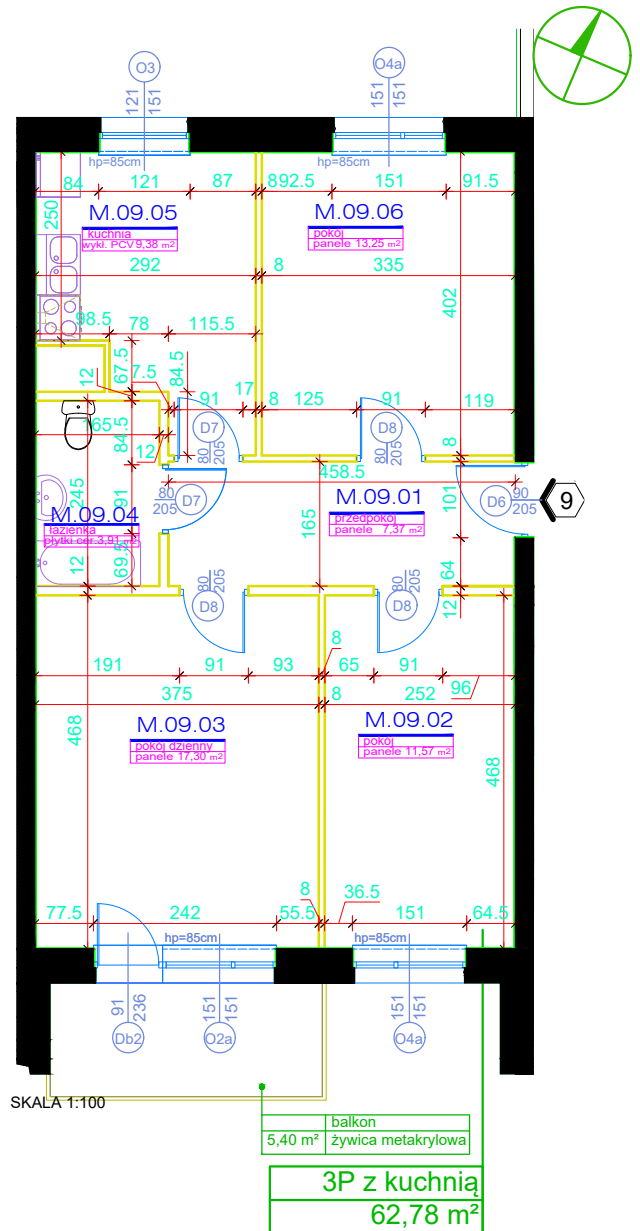 O3
O4a
121
151
151
151
hp=85cm
hp=85cm
84
121
87
892.5
151
91.5
250
M.09.05
kuchnia
wykł. PCV 9,38 m²
M.09.06
pokój
panele 13,25 m²
292
8
335
402
98.5
78
115.5
12
67.5
7.5
84.5
91
17
8
125
91
119
165
84.5
12
D7
80
205
D8
80
205
8
458.5
80
205
D7
M.09.01
przedpokój
panele 7,37 m²
165
101
D6
90
205
9
245
91
M.09.04
łazienka
płytki cer. 3,91 m²
12
69.5
80
205
D8
80
205
D8
64
12
8
191
91
93
65
91
96
375
8
252
468
M.09.03
pokój dzienny
panele 17,30 m²
M.09.02
pokój
panele 11,57 m²
468
8
36.5
77.5
242
55.5
151
64.5
hp=85cm
hp=85cm
91
236
151
151
151
151
Db2
O2a
O4a
SKALA 1:100
balkon
5,40 m² żywica metakrylowa
3P z kuchnią
62,78 m²